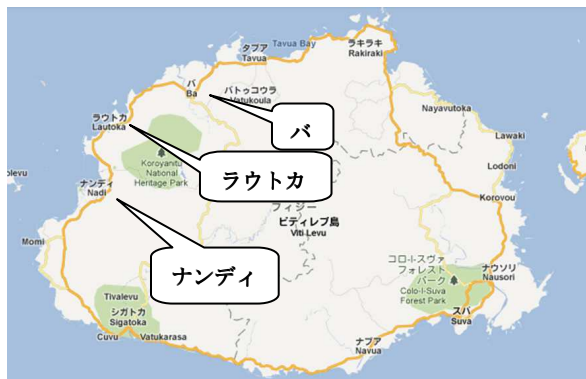 タブア
Tavua
Tavua Bay
ラキラキ
Rakiraki
バ
Ba
バトゥコウラ
Vatukoula
Nayavutoka
バ
ラウトカ
Lautoka
Lawaki
Koroyanitu
National
Heritage Park
ラウトカ
Lodoni
olevu
ナンディ
Nadi
Korovou
フィジー
ビティレブ島
Viti Levu
Momi
ナンディ
コロ-I-スヴァ
フォレスト
パーク
Colo-I-Suva
Forest Park
ナウソリ
Nausori
Tivalevu
シガトカ
Sigatoka
スバ
Suva
Cuvu
Vatukarasa
ナブア
Navua